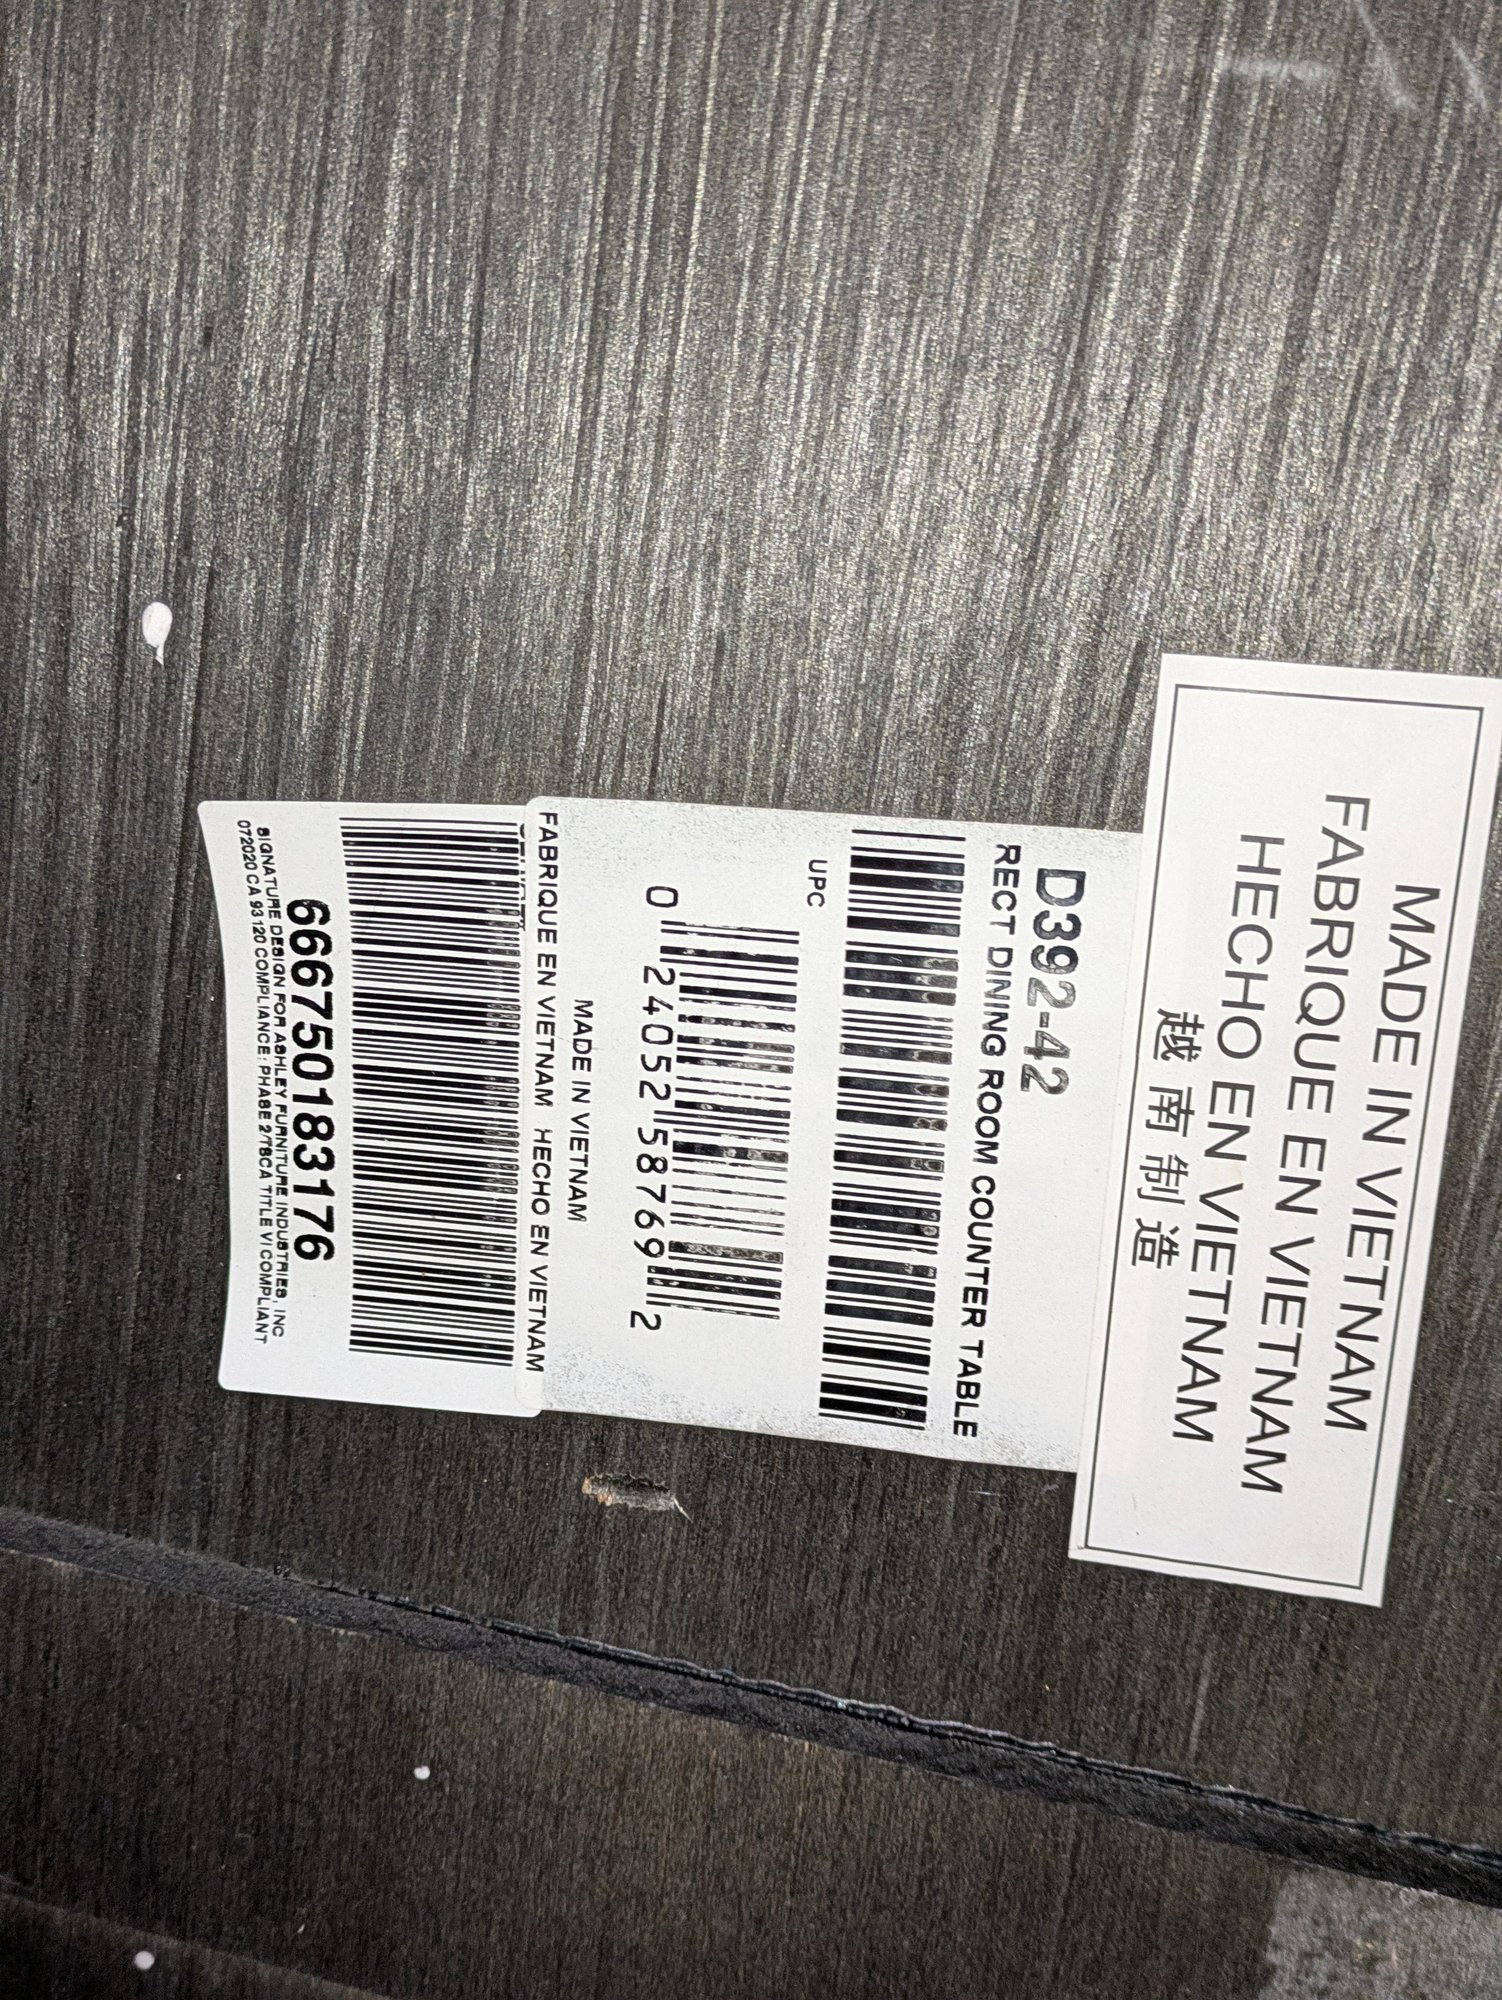 MADE IN VIETNAM
FABRIQUE EN VIETNAM
HECHO EN VIETNAM
越南制造
D392-42
RECT DINING ROOM COUNTER TABLE
UPC
0 24052 58769 2
MADE IN VIETNAM
FABRIQUE EN VIETNAM HECHO EN VIETNAM
666750183176
SIGNATURE DESIGN FOR ASHLEY FURNITURE INDUSTRIES, INC
072020 CA 93120 COMPLIANCE: PHASE 2/TSCA TITLE VI COMPLIANT